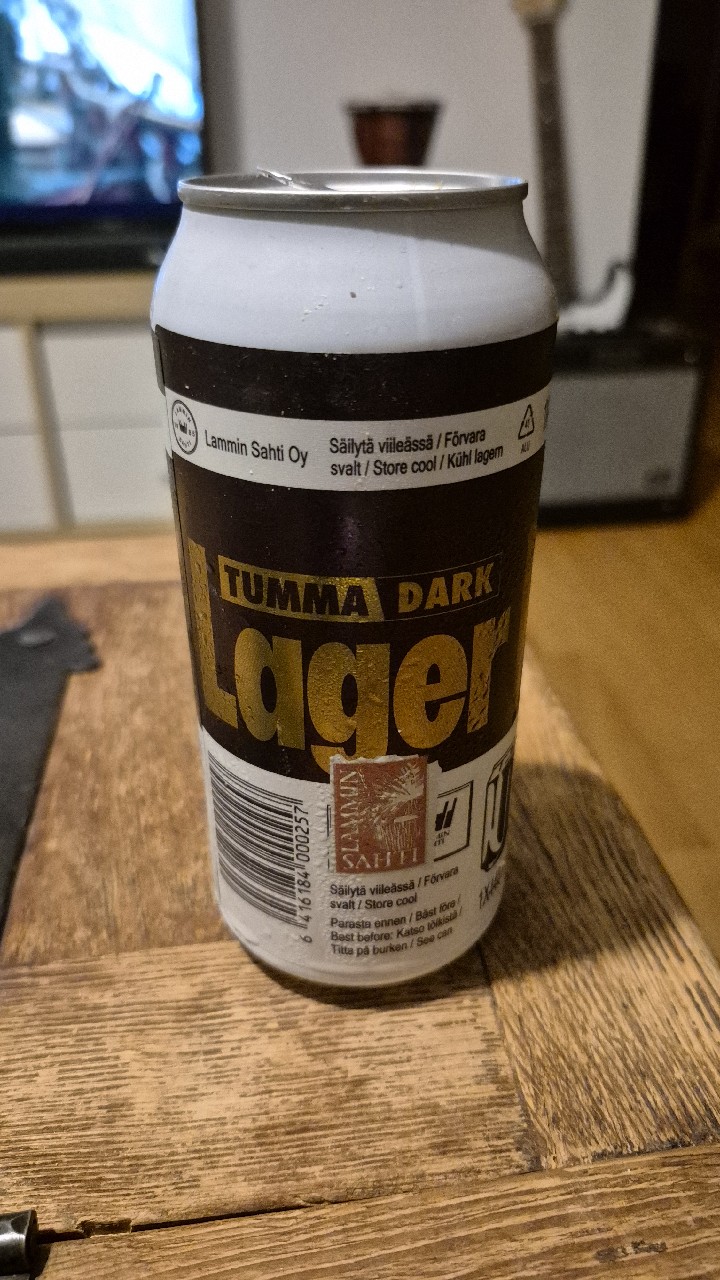 Lammin Sahti Oy
Säilytä viileässä / Förvara
svalt / Store cool / Kühl lagern
ALU
TUMMA DARK
Lager
LAMMIN
SAHTI
6 416184 000257
Säilytä viileässä / Förvara
svalt / Store cool
Parasta ennen / Bäst före /
Best before: Katso tölkistä /
Titta på burken / See can